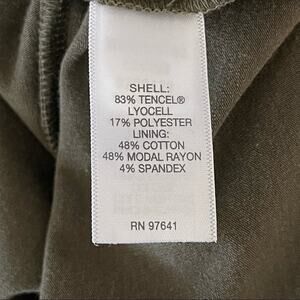 SHELL:
83% TENCEL®
LYOCELL
17% POLYESTER
LINING:
48% COTTON
48% MODAL RAYON
4% SPANDEX
RN 97641